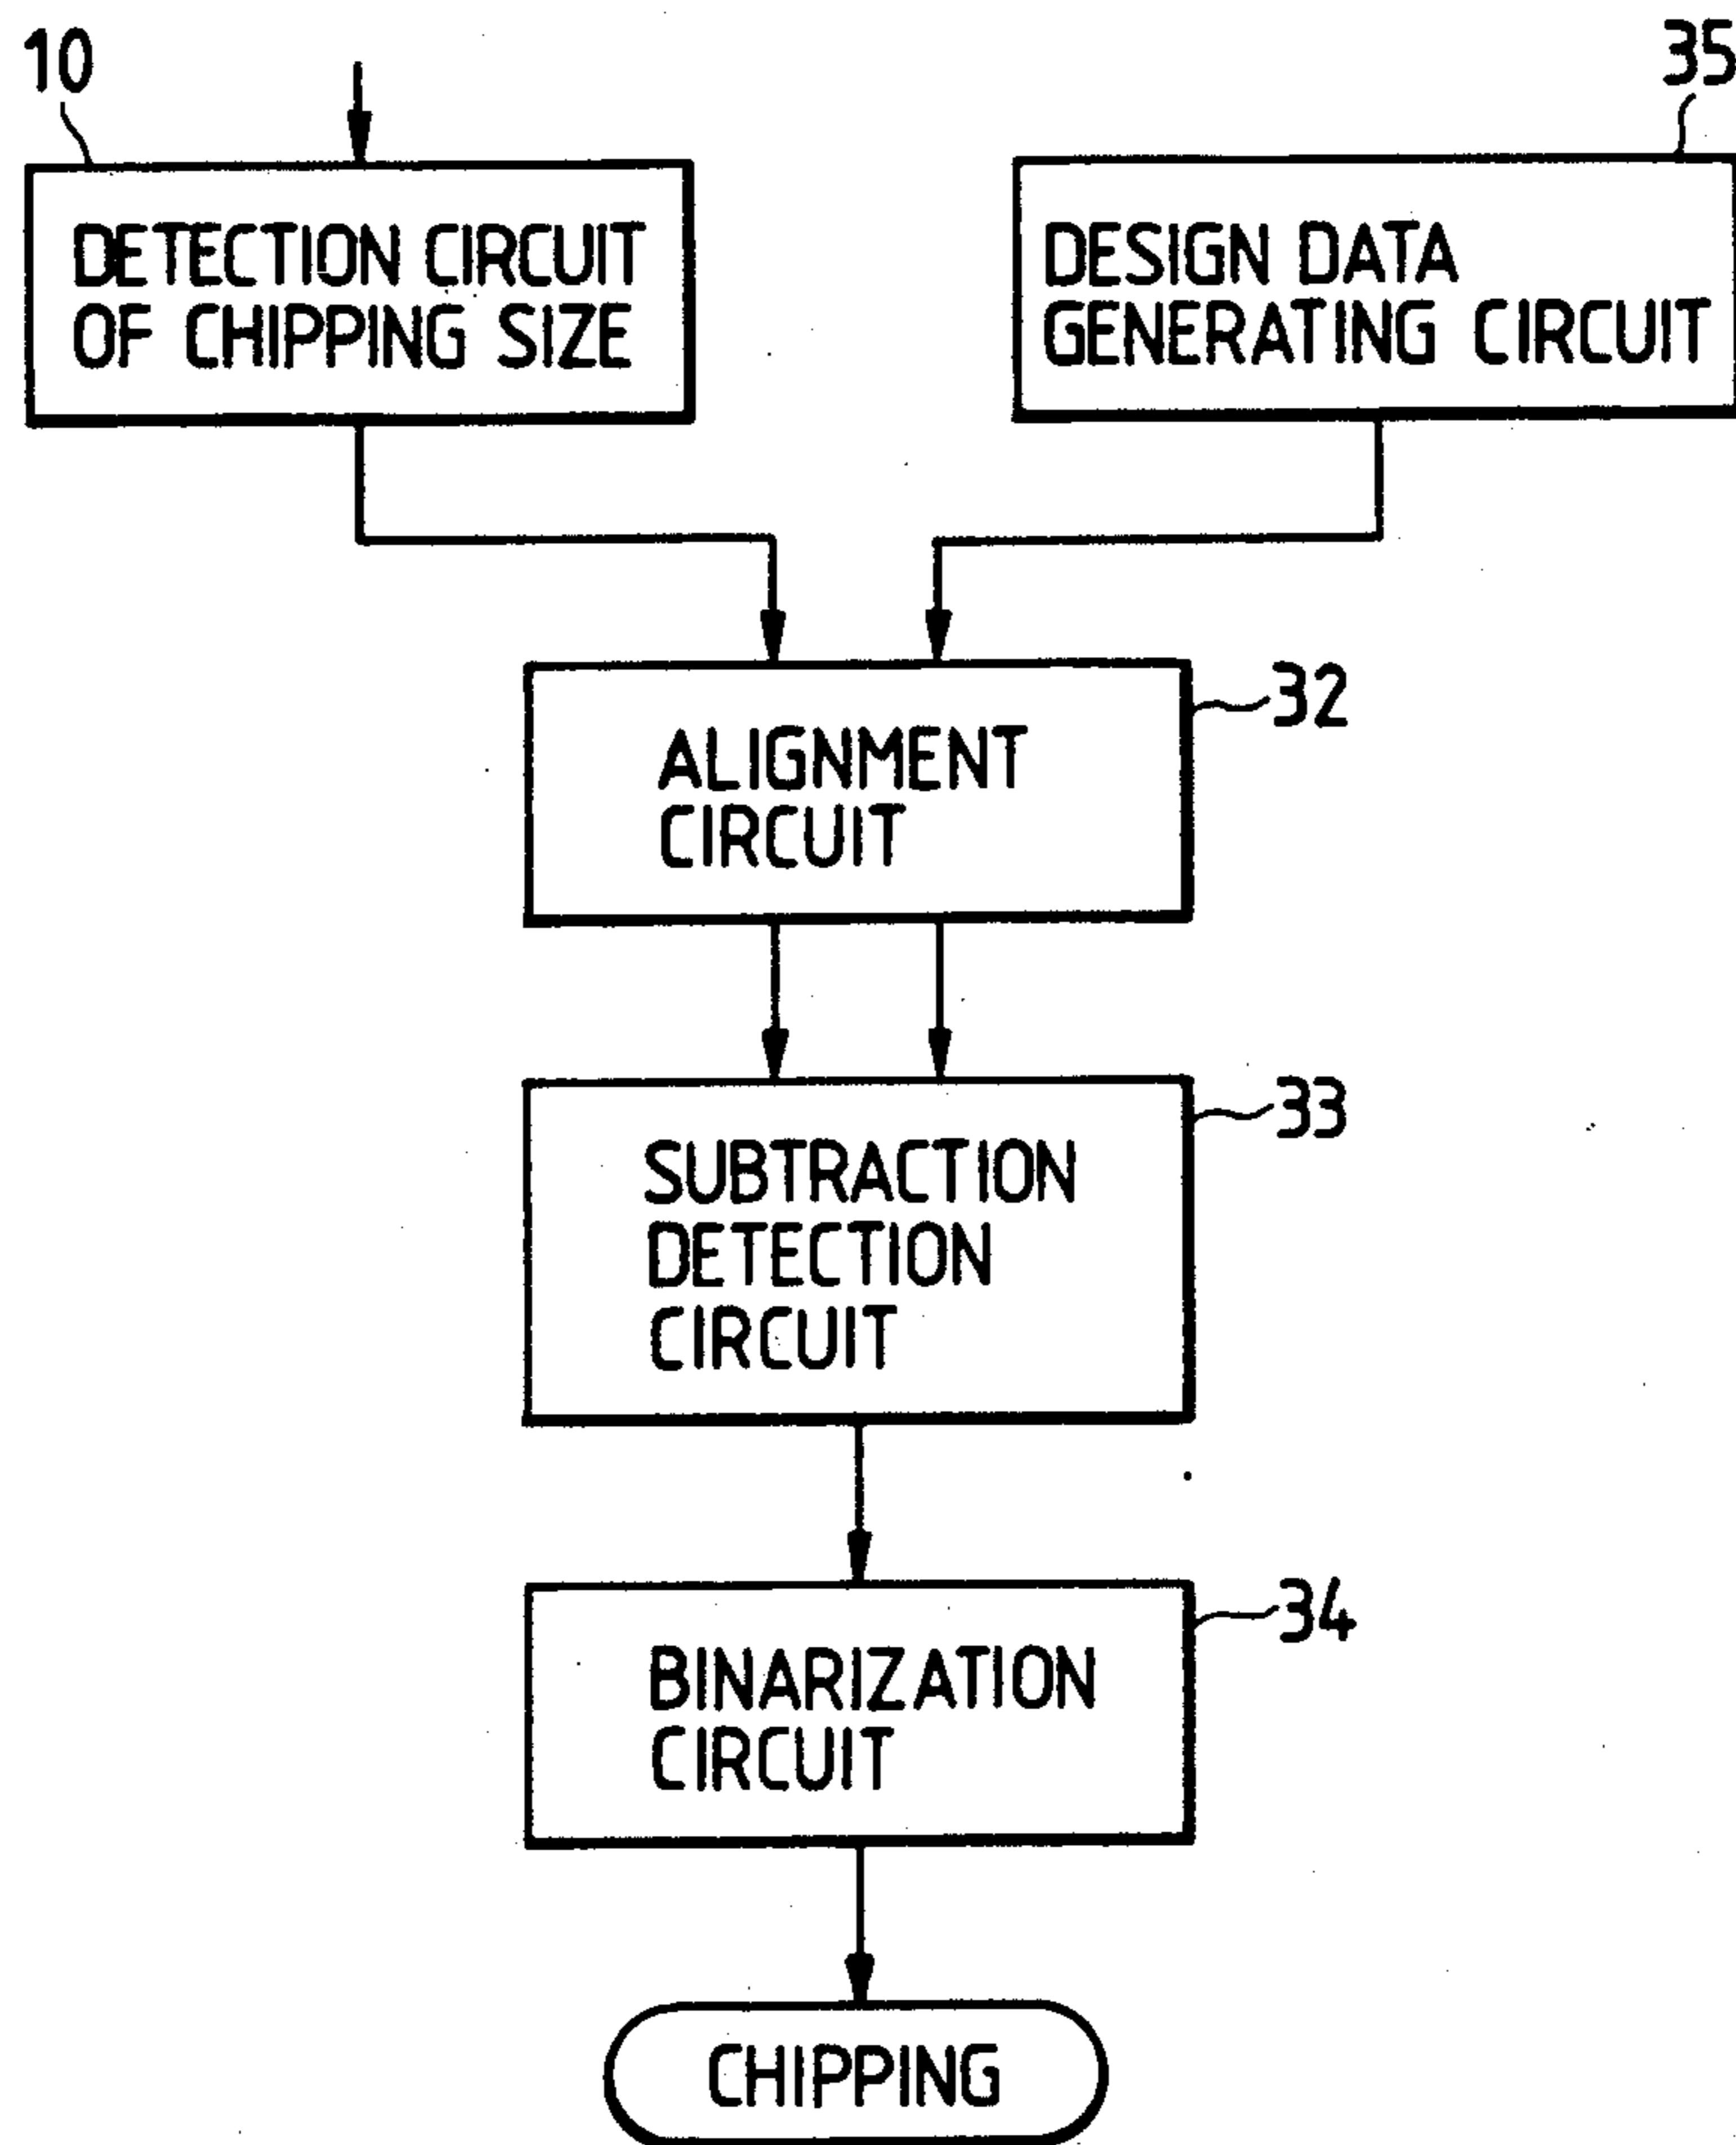 10
35
DETECTION CIRCUIT
OF CHIPPING SIZE
DESIGN DATA
GENERATING CIRCUIT
32
ALIGNMENT
CIRCUIT
33
SUBTRACTION
DETECTION
CIRCUIT
34
BINARIZATION
CIRCUIT
CHIPPING